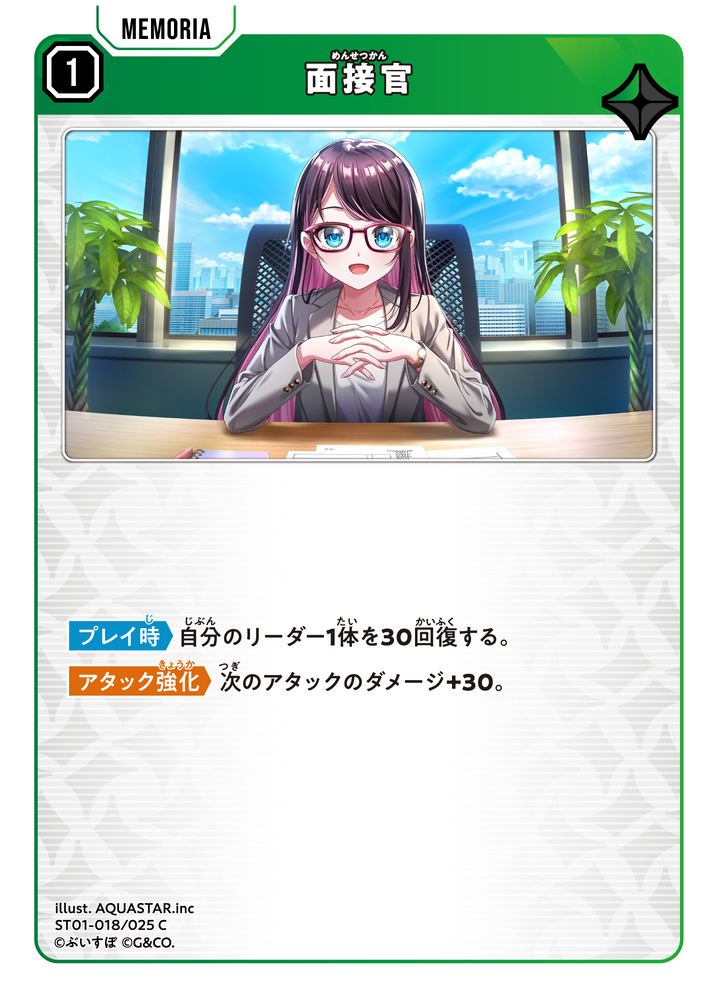 MEMORIA
1
めんせつかん
面接官
じ じぶん たい かいふく
プレイ時 自分のリーダー1体を30回復する。
きょうか つぎ
アタック強化 次のアタックのダメージ+30。
illust. AQUASTAR.inc
ST01-018/025 C
©ぶいすぽ ©G&CO.